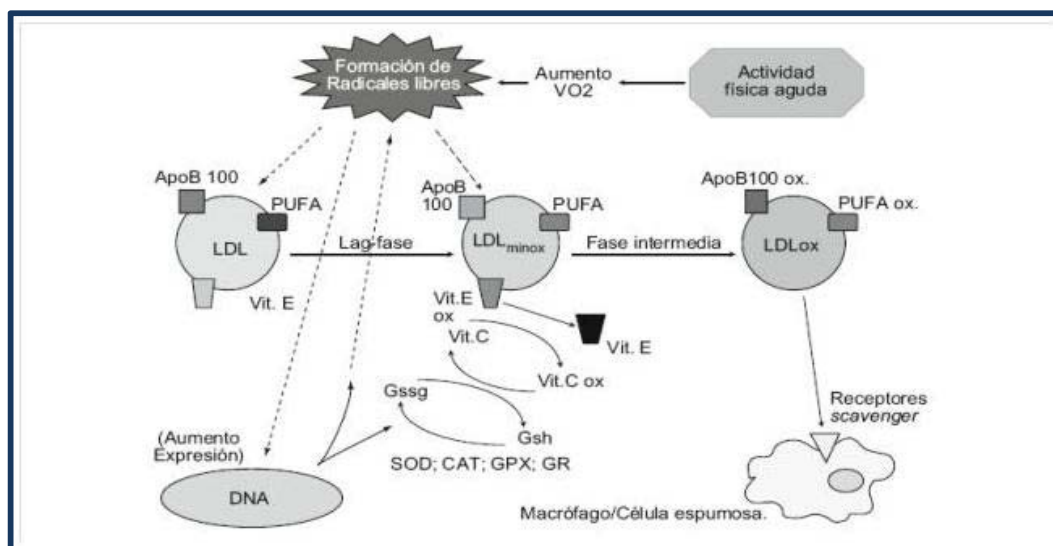 Formación de
Radicales libres
Aumento
VO2
Actividad
física aguda
ApoB 100
PUFA
LDL
Vit. E
Lag-fase
ApoB
100
PUFA
LDLminox
Vit.E
ox
Fase intermedia
ApoB100 ox.
PUFA ox.
LDLox
Vit.C
Vit. E
Vit.C ox
Gssg
Gsh
SOD; CAT; GPX; GR
(Aumento
Expresión)
DNA
Receptores
scavenger
Macrófago/Célula espumosa.